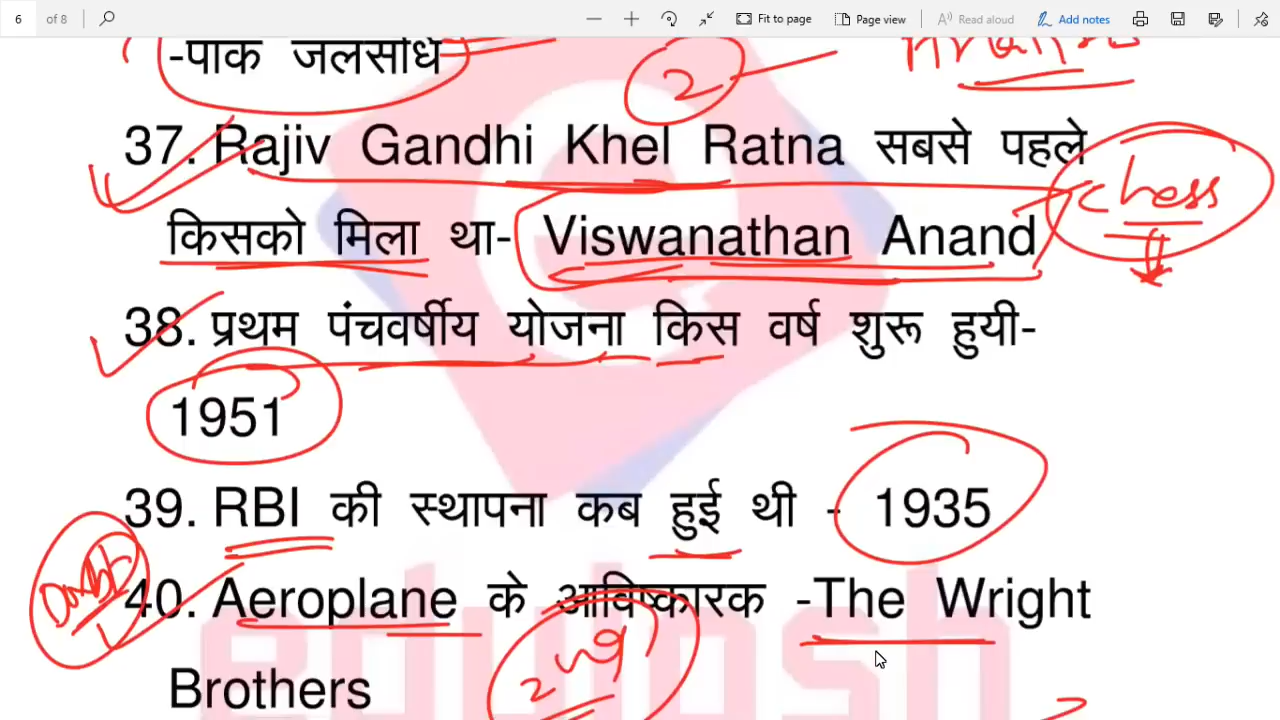 6 of 8 Fit to page Page view Read aloud Add notes
-पाक जलसंधि
2
37. Rajiv Gandhi Khel Ratna सबसे पहले
chess
किसको मिला था- Viswanathan Anand
38. प्रथम पंचवर्षीय योजना किस वर्ष शुरू हुयी-
1951
39. RBI की स्थापना कब हुई थी - 1935
Doubt
40. Aeroplane के आविष्कारक -The Wright
Brothers